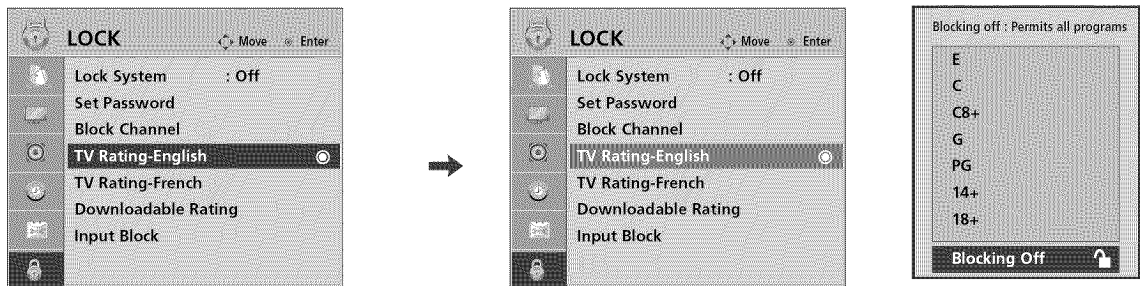 LOCK
Move Enter
Lock System : Off
Set Password
Block Channel
TV Rating-English
TV Rating-French
Downloadable Rating
Input Block
LOCK
Move Enter
Lock System : Off
Set Password
Block Channel
TV Rating-English
TV Rating-French
Downloadable Rating
Input Block
Blocking off : Permits all programs
E
C
C8+
G
PG
14+
18+
Blocking Off